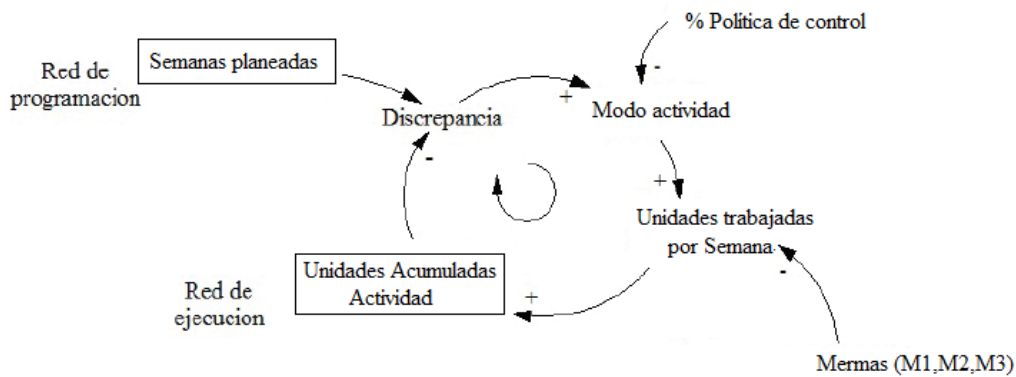 % Política de control
Semanas planeadas
Red de
programacion
-
+
Discrepancia
Modo actividad
-
+
Unidades trabajadas
por Semana
-
Unidades Acumuladas
Actividad
+
Red de
ejecucion
Mermas (M1,M2,M3)